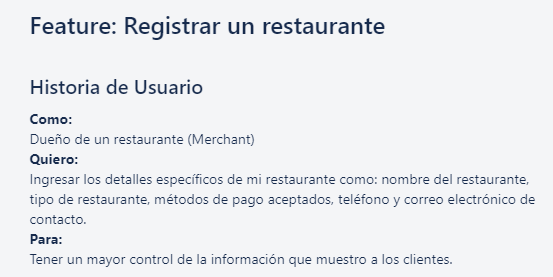 Feature: Registrar un restaurante
Historia de Usuario
Como:
Dueño de un restaurante (Merchant)
Quiero:
Ingresar los detalles específicos de mi restaurante como: nombre del restaurante,
tipo de restaurante, métodos de pago aceptados, teléfono y correo electrónico de
contacto.
Para:
Tener un mayor control de la información que muestro a los clientes.